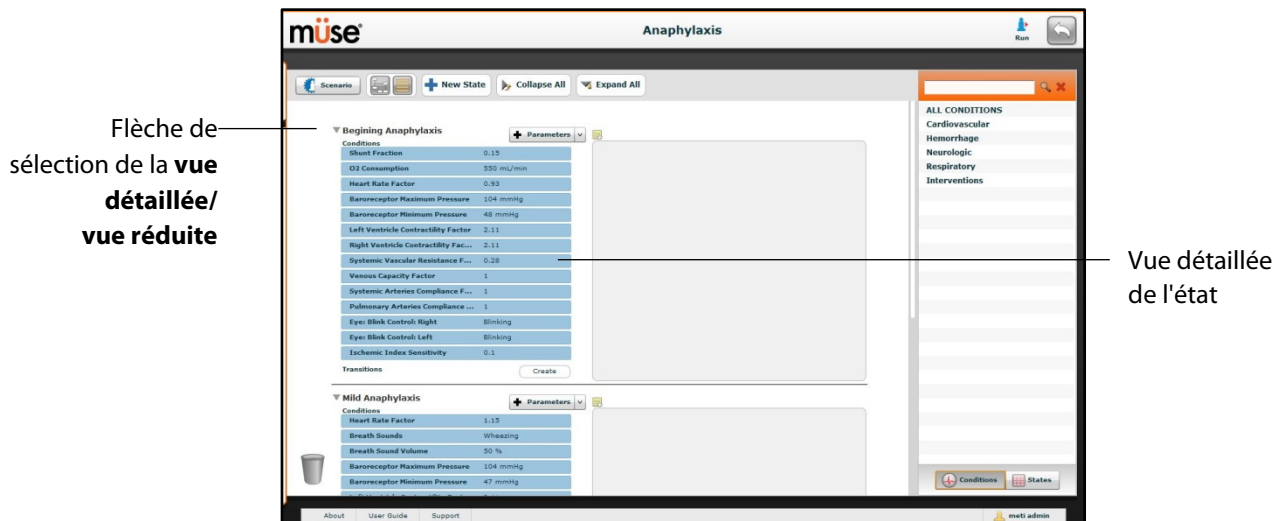 müse
Anaphylaxis
Run
Scenario
New State
Collapse All
Expand All
Flèche de
sélection de la vue
détaillée/
vue réduite
Begining Anaphylaxis
Parameters
Conditions
Shunt Fraction 0.15
O2 Consumption 550 mL/min
Heart Rate Factor 0.93
Baroreceptor Maximum Pressure 104 mmHg
Baroreceptor Minimum Pressure 48 mmHg
Left Ventricle Contractility Factor 2.11
Right Ventricle Contractility Fac... 2.11
Systemic Vascular Resistance F... 0.28
Venous Capacity Factor 1
Systemic Arteries Compliance F... 1
Pulmonary Arteries Compliance ... 1
Eye: Blink Control: Right Blinking
Eye: Blink Control: Left Blinking
Ischemic Index Sensitivity 0.1
Transitions
Create
Mild Anaphylaxis
Parameters
Conditions
Heart Rate Factor 1.15
Breath Sounds Wheezing
Breath Sound Volume 50 %
Baroreceptor Maximum Pressure 104 mmHg
Baroreceptor Minimum Pressure 47 mmHg
ALL CONDITIONS
Cardiovascular
Hemorrhage
Neurologic
Respiratory
Interventions
Vue détaillée
de l'état
Conditions
States
About
User Guide
Support
meti admin